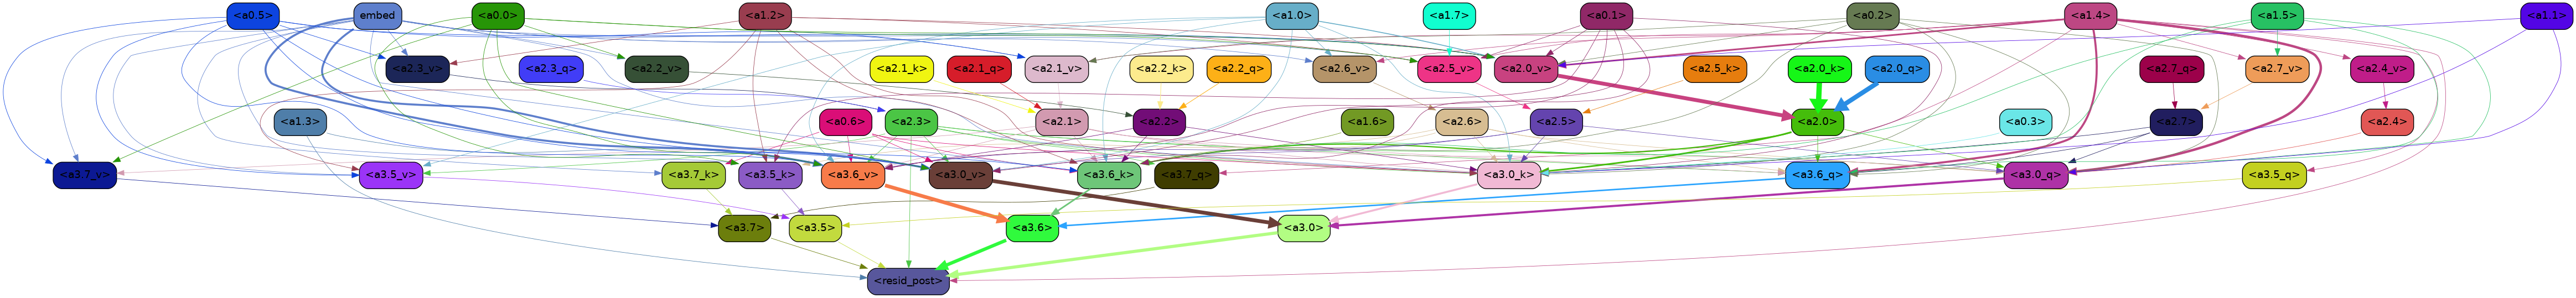 <a0.5> embed <a0.0> <a1.2> <a1.0> <a1.7> <a0.1> <a0.2> <a1.4> <a1.5> <a1.1>
<a2.3_v> <a2.3_q> <a2.2_v> <a2.1_k> <a2.1_q> <a2.1_v> <a2.2_k> <a2.2_q> <a2.6_v> <a2.5_v> <a2.0_v> <a2.5_k> <a2.0_k> <a2.0_q> <a2.7_q> <a2.7_v> <a2.4_v>
<a1.3> <a0.6> <a2.3> <a2.1> <a2.2> <a1.6> <a2.6> <a2.5> <a2.0> <a0.3> <a2.7> <a2.4>
<a3.7_v> <a3.5_v> <a3.7_k> <a3.5_k> <a3.6_v> <a3.0_v> <a3.6_k> <a3.7_q> <a3.0_k> <a3.6_q> <a3.0_q> <a3.5_q>
<a3.7> <a3.5> <a3.6> <a3.0>
<resid_post>